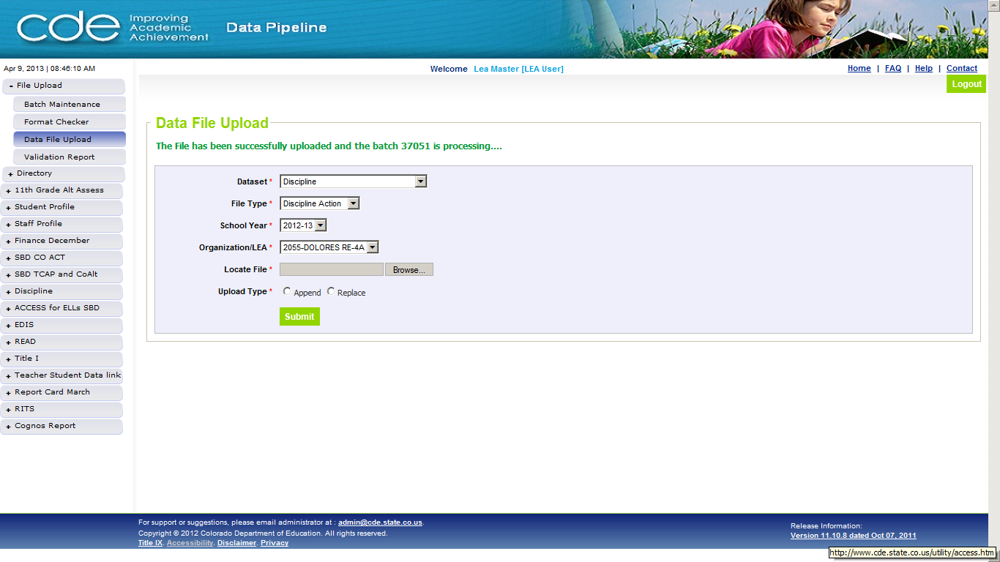 cde Improving Academic Achievement Data Pipeline
Apr 9, 2013 | 08:46:10 AM
Welcome Lea Master [LEA User]
Home | FAQ | Help | Contact
Logout
- File Upload
Batch Maintenance
Format Checker
Data File Upload
Validation Report
+ Directory
+ 11th Grade Alt Assess
+ Student Profile
+ Staff Profile
+ Finance December
+ SBD CO ACT
+ SBD TCAP and CoAlt
+ Discipline
+ ACCESS for ELLs SBD
+ EDIS
+ READ
+ Title I
+ Teacher Student Data link
+ Report Card March
+ RITS
+ Cognos Report
Data File Upload
The File has been successfully uploaded and the batch 37051 is processing....
Dataset * Discipline
File Type * Discipline Action
School Year * 2012-13
Organization/LEA * 2055-DOLORES RE-4A
Locate File * Browse...
Upload Type * Append Replace
Submit
For support or suggestions, please email administrator at : admin@cde.state.co.us.
Copyright © 2012 Colorado Department of Education. All rights reserved.
Title IX. Accessibility. Disclaimer. Privacy
Release Information:
Version 11.10.8 dated Oct 07, 2011
http://www.cde.state.co.us/utility/access.htm